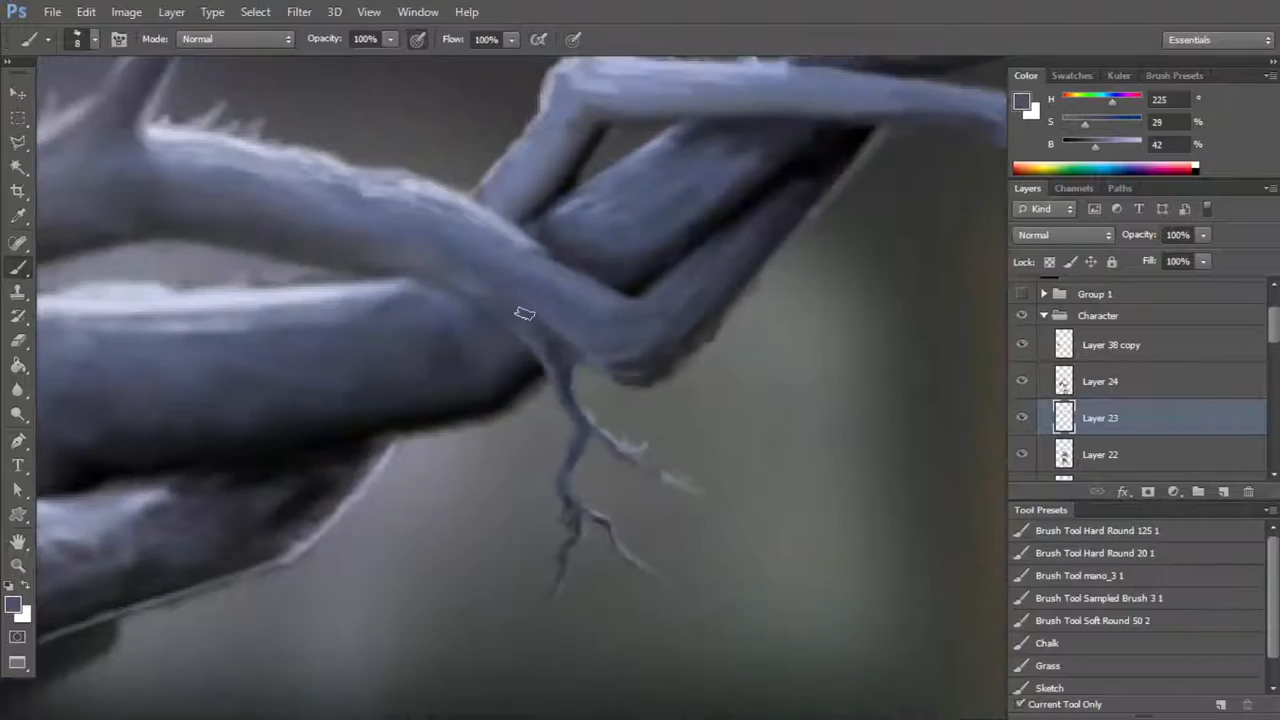 Ps File Edit Image Layer Type Select Filter 3D View Window Help
8 Mode: Normal Opacity: 100% Flow: 100% Essentials
Color Swatches Kuler Brush Presets
H 225 °
S 29 %
B 42 %
Layers Channels Paths
Kind
Normal Opacity: 100%
Lock: Fill: 100%
Group 1
Character
Layer 38 copy
Layer 24
Layer 23
Layer 22
fx
Tool Presets
Brush Tool Hard Round 125 1
Brush Tool Hard Round 20 1
Brush Tool mano_3 1
Brush Tool Sampled Brush 3 1
Brush Tool Soft Round 50 2
Chalk
Grass
Sketch
Current Tool Only